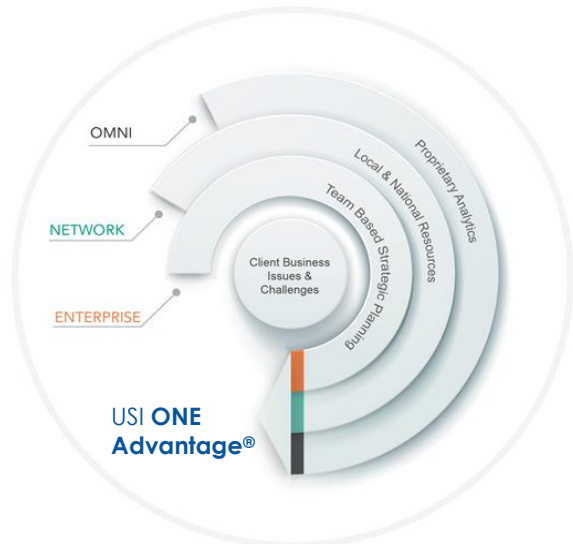 OMNI
NETWORK
ENTERPRISE
Proprietary Analytics
Local & National Resources
Team Based Strategic Planning
Client Business
Issues &
Challenges
USI ONE
Advantage®